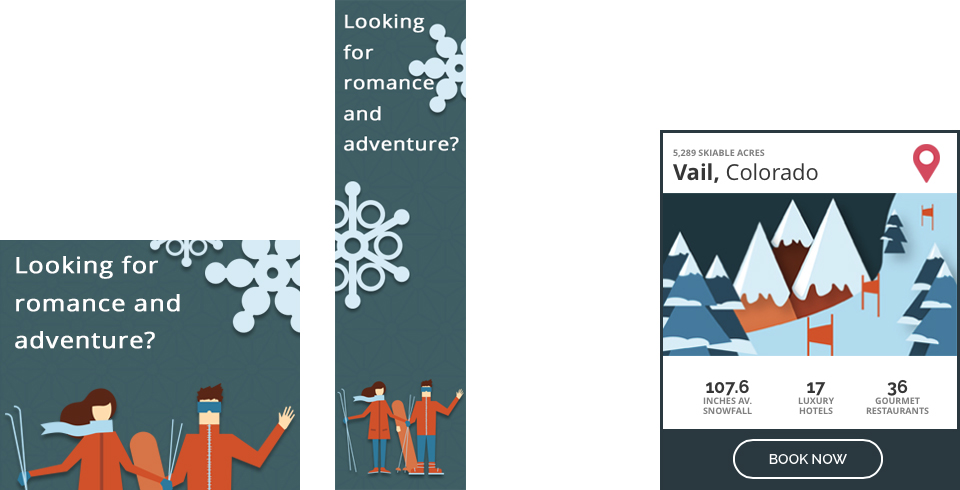 Looking for
romance and
adventure?
Looking
for
romance
and
adventure?
5,289 SKIABLE ACRES
Vail, Colorado
107.6
INCHES AV.
SNOWFALL
17
LUXURY
HOTELS
36
GOURMET
RESTAURANTS
BOOK NOW